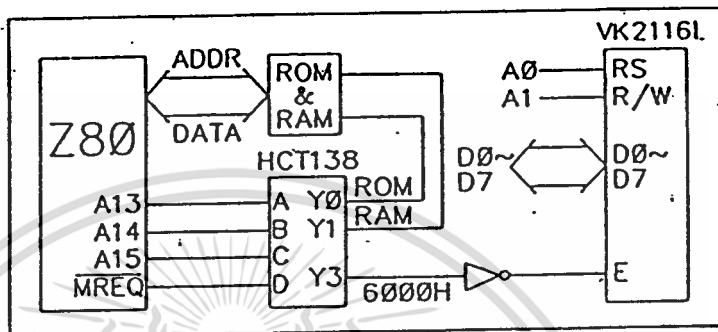 VK2116L
ADDR
ROM
&
RAM
DATA
Z80
HCT138
A0
RS
A1
R/W
D0~
D7
D0~
D7
A13
A
Y0
ROM
A14
B
Y1
RAM
A15
C
MREQ
D
Y3
6000H
E